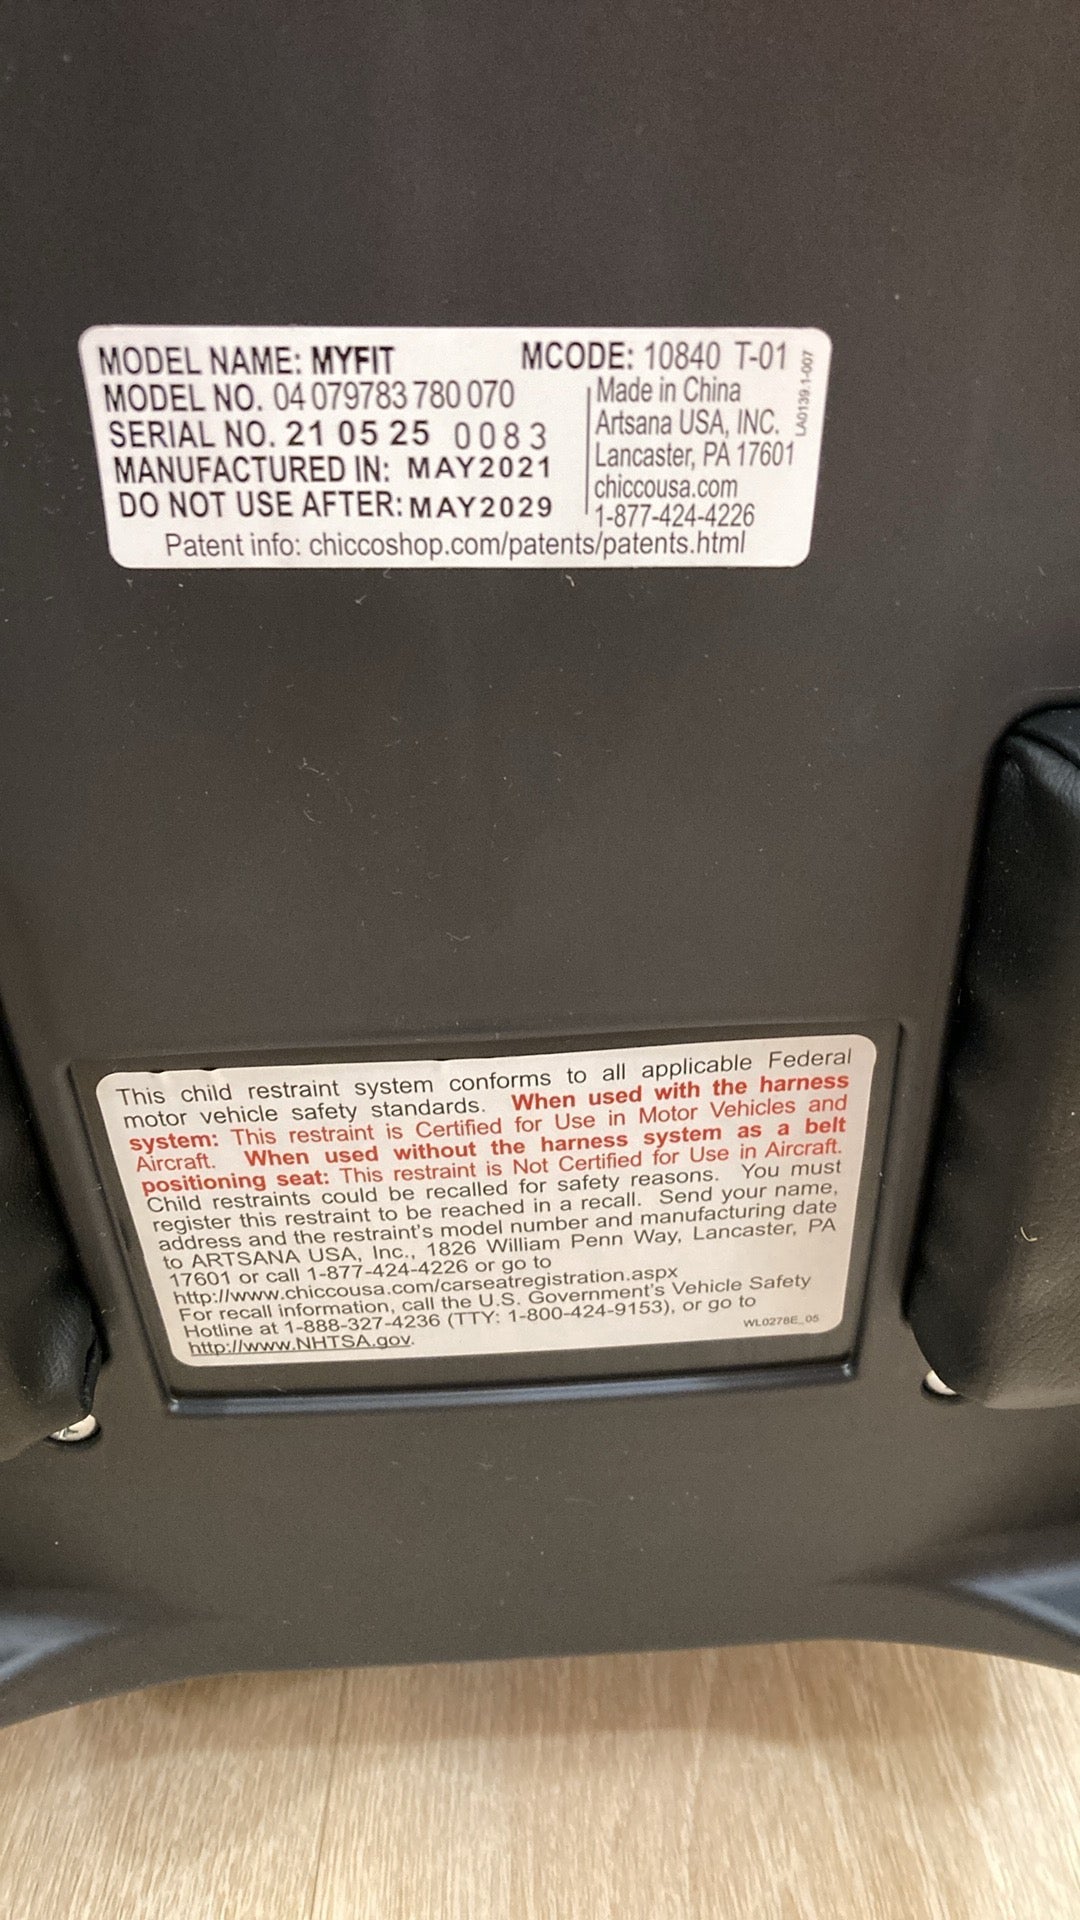 MODEL NAME: MYFIT MCODE: 10840 T-01
MODEL NO. 04 079783 780 070
SERIAL NO. 21 05 25 0083
MANUFACTURED IN: MAY2021
DO NOT USE AFTER: MAY2029
Made in China
Artsana USA, INC.
Lancaster, PA 17601
chiccousa.com
1-877-424-4226
LA0139.1-007
Patent info: chiccoshop.com/patents/patents.html
This child restraint system conforms to all applicable Federal
motor vehicle safety standards. When used with the harness
system: This restraint is Certified for Use in Motor Vehicles and
Aircraft. When used without the harness system as a belt
positioning seat: This restraint is Not Certified for Use in Aircraft.
Child restraints could be recalled for safety reasons. You must
register this restraint to be reached in a recall. Send your name,
address and the restraint's model number and manufacturing date
to ARTSANA USA, Inc., 1826 William Penn Way, Lancaster, PA
17601 or call 1-877-424-4226 or go to
http://www.chiccousa.com/carseatregistration.aspx
For recall information, call the U.S. Government's Vehicle Safety
Hotline at 1-888-327-4236 (TTY: 1-800-424-9153), or go to
http://www.NHTSA.gov.
WL0278E_05